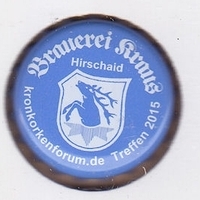 Brauerei Kraus
Hirschaid
kronkorkenforum.de Treffen 2015